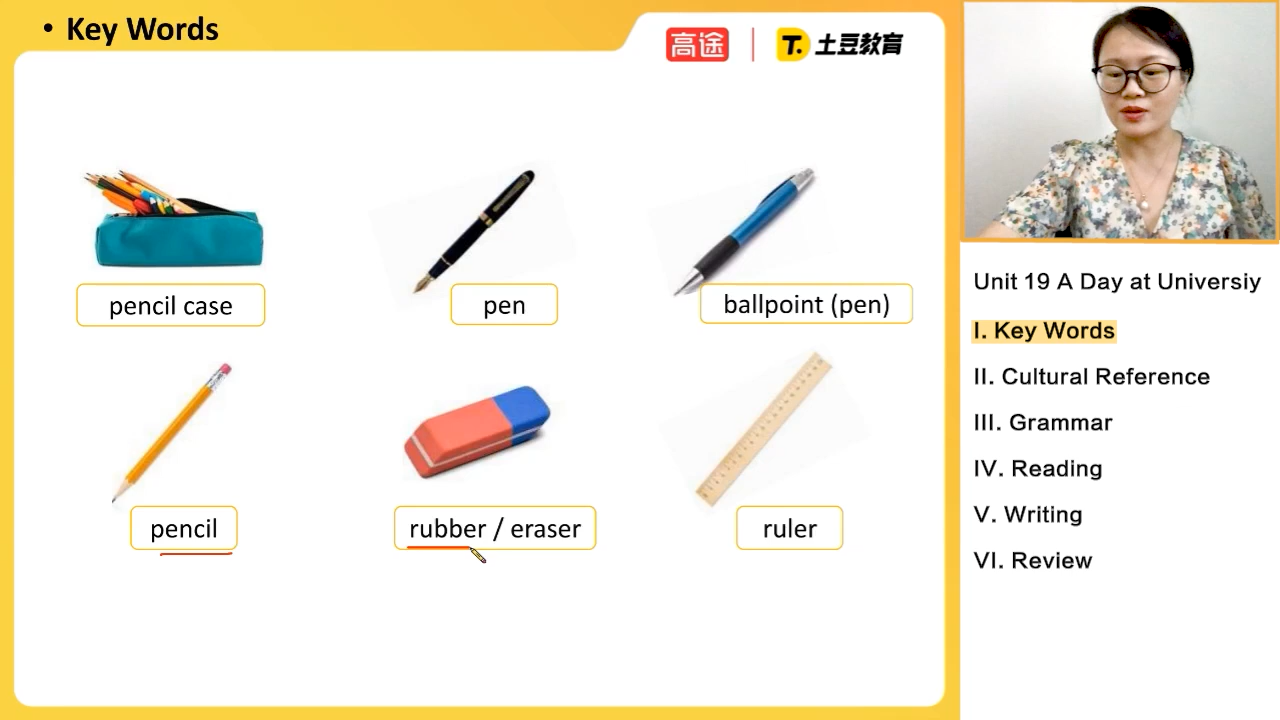 • Key Words
高途
T. 土豆教育
pencil case
pen
ballpoint (pen)
pencil
rubber / eraser
ruler
Unit 19 A Day at Universiy
I. Key Words
II. Cultural Reference
III. Grammar
IV. Reading
V. Writing
VI. Review